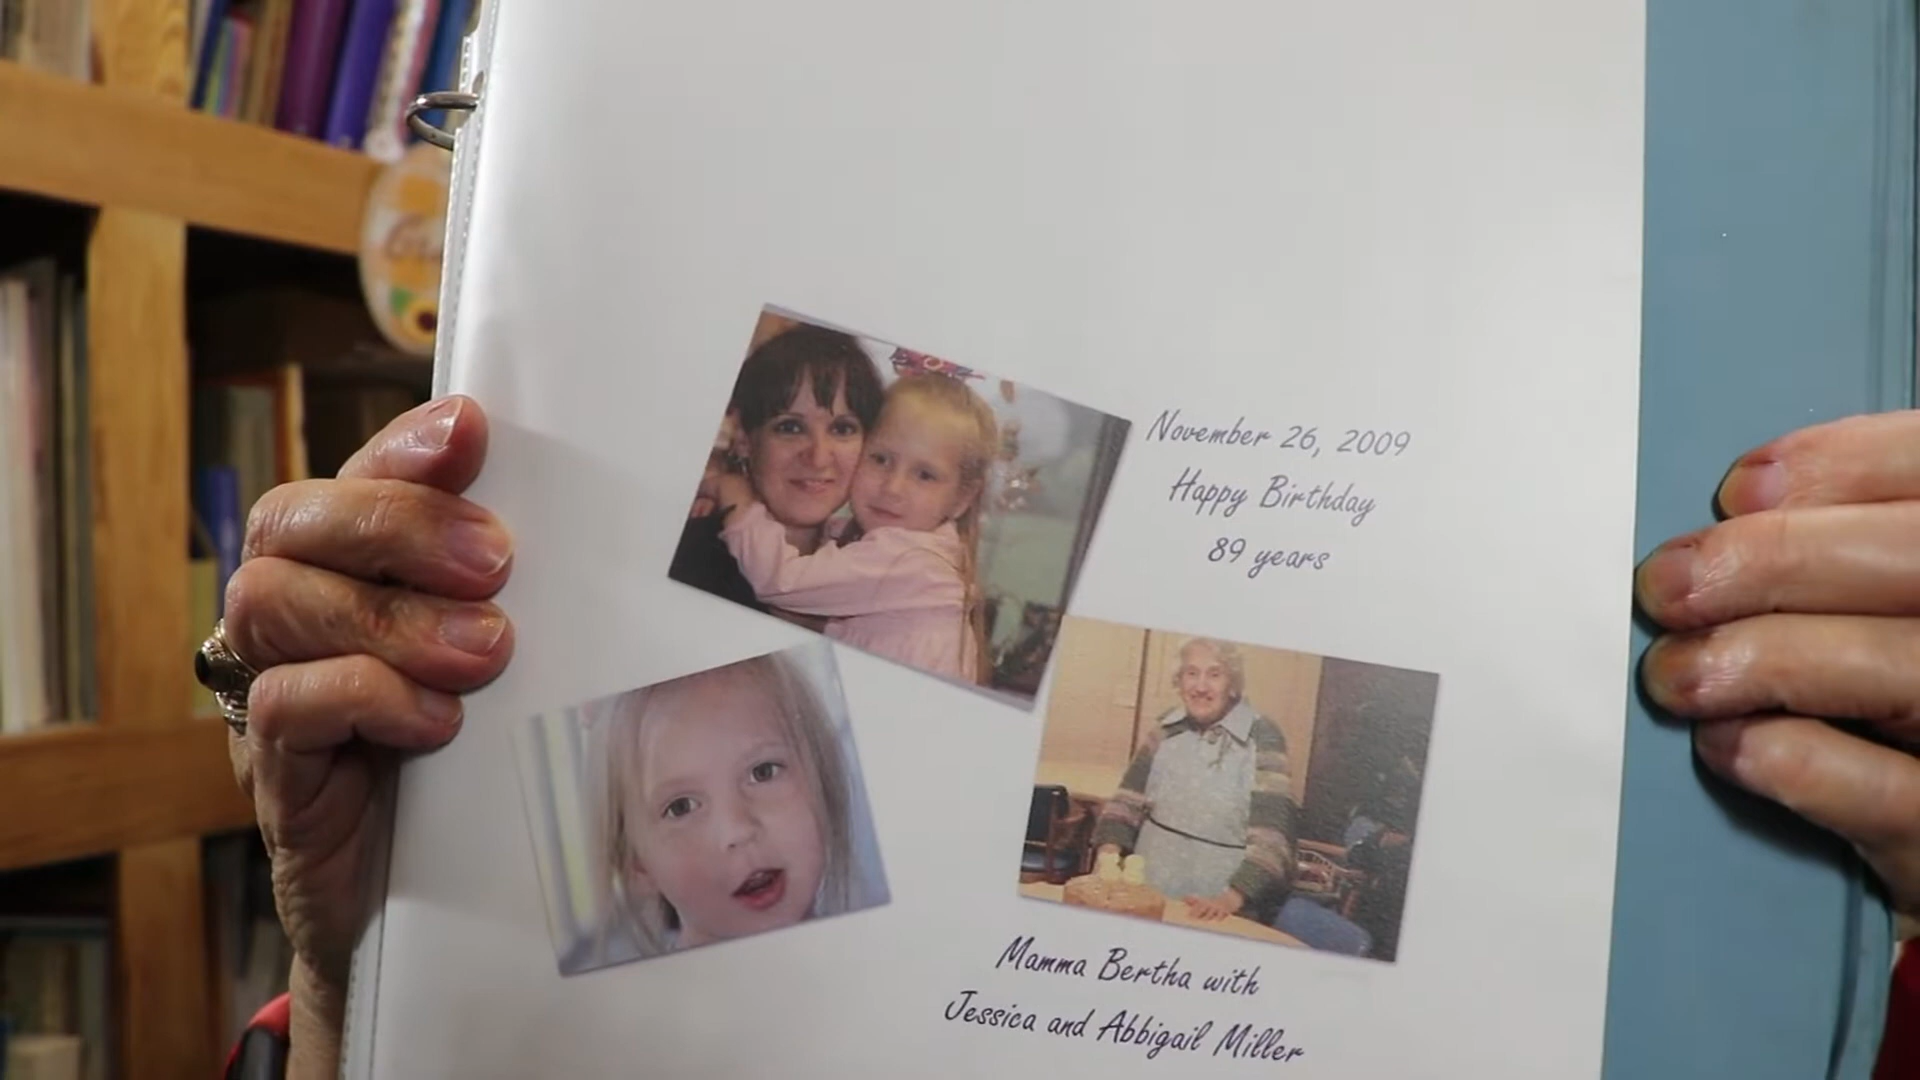 November 26, 2009
Happy Birthday
89 years
Mamma Bertha with
Jessica and Abbigail Miller